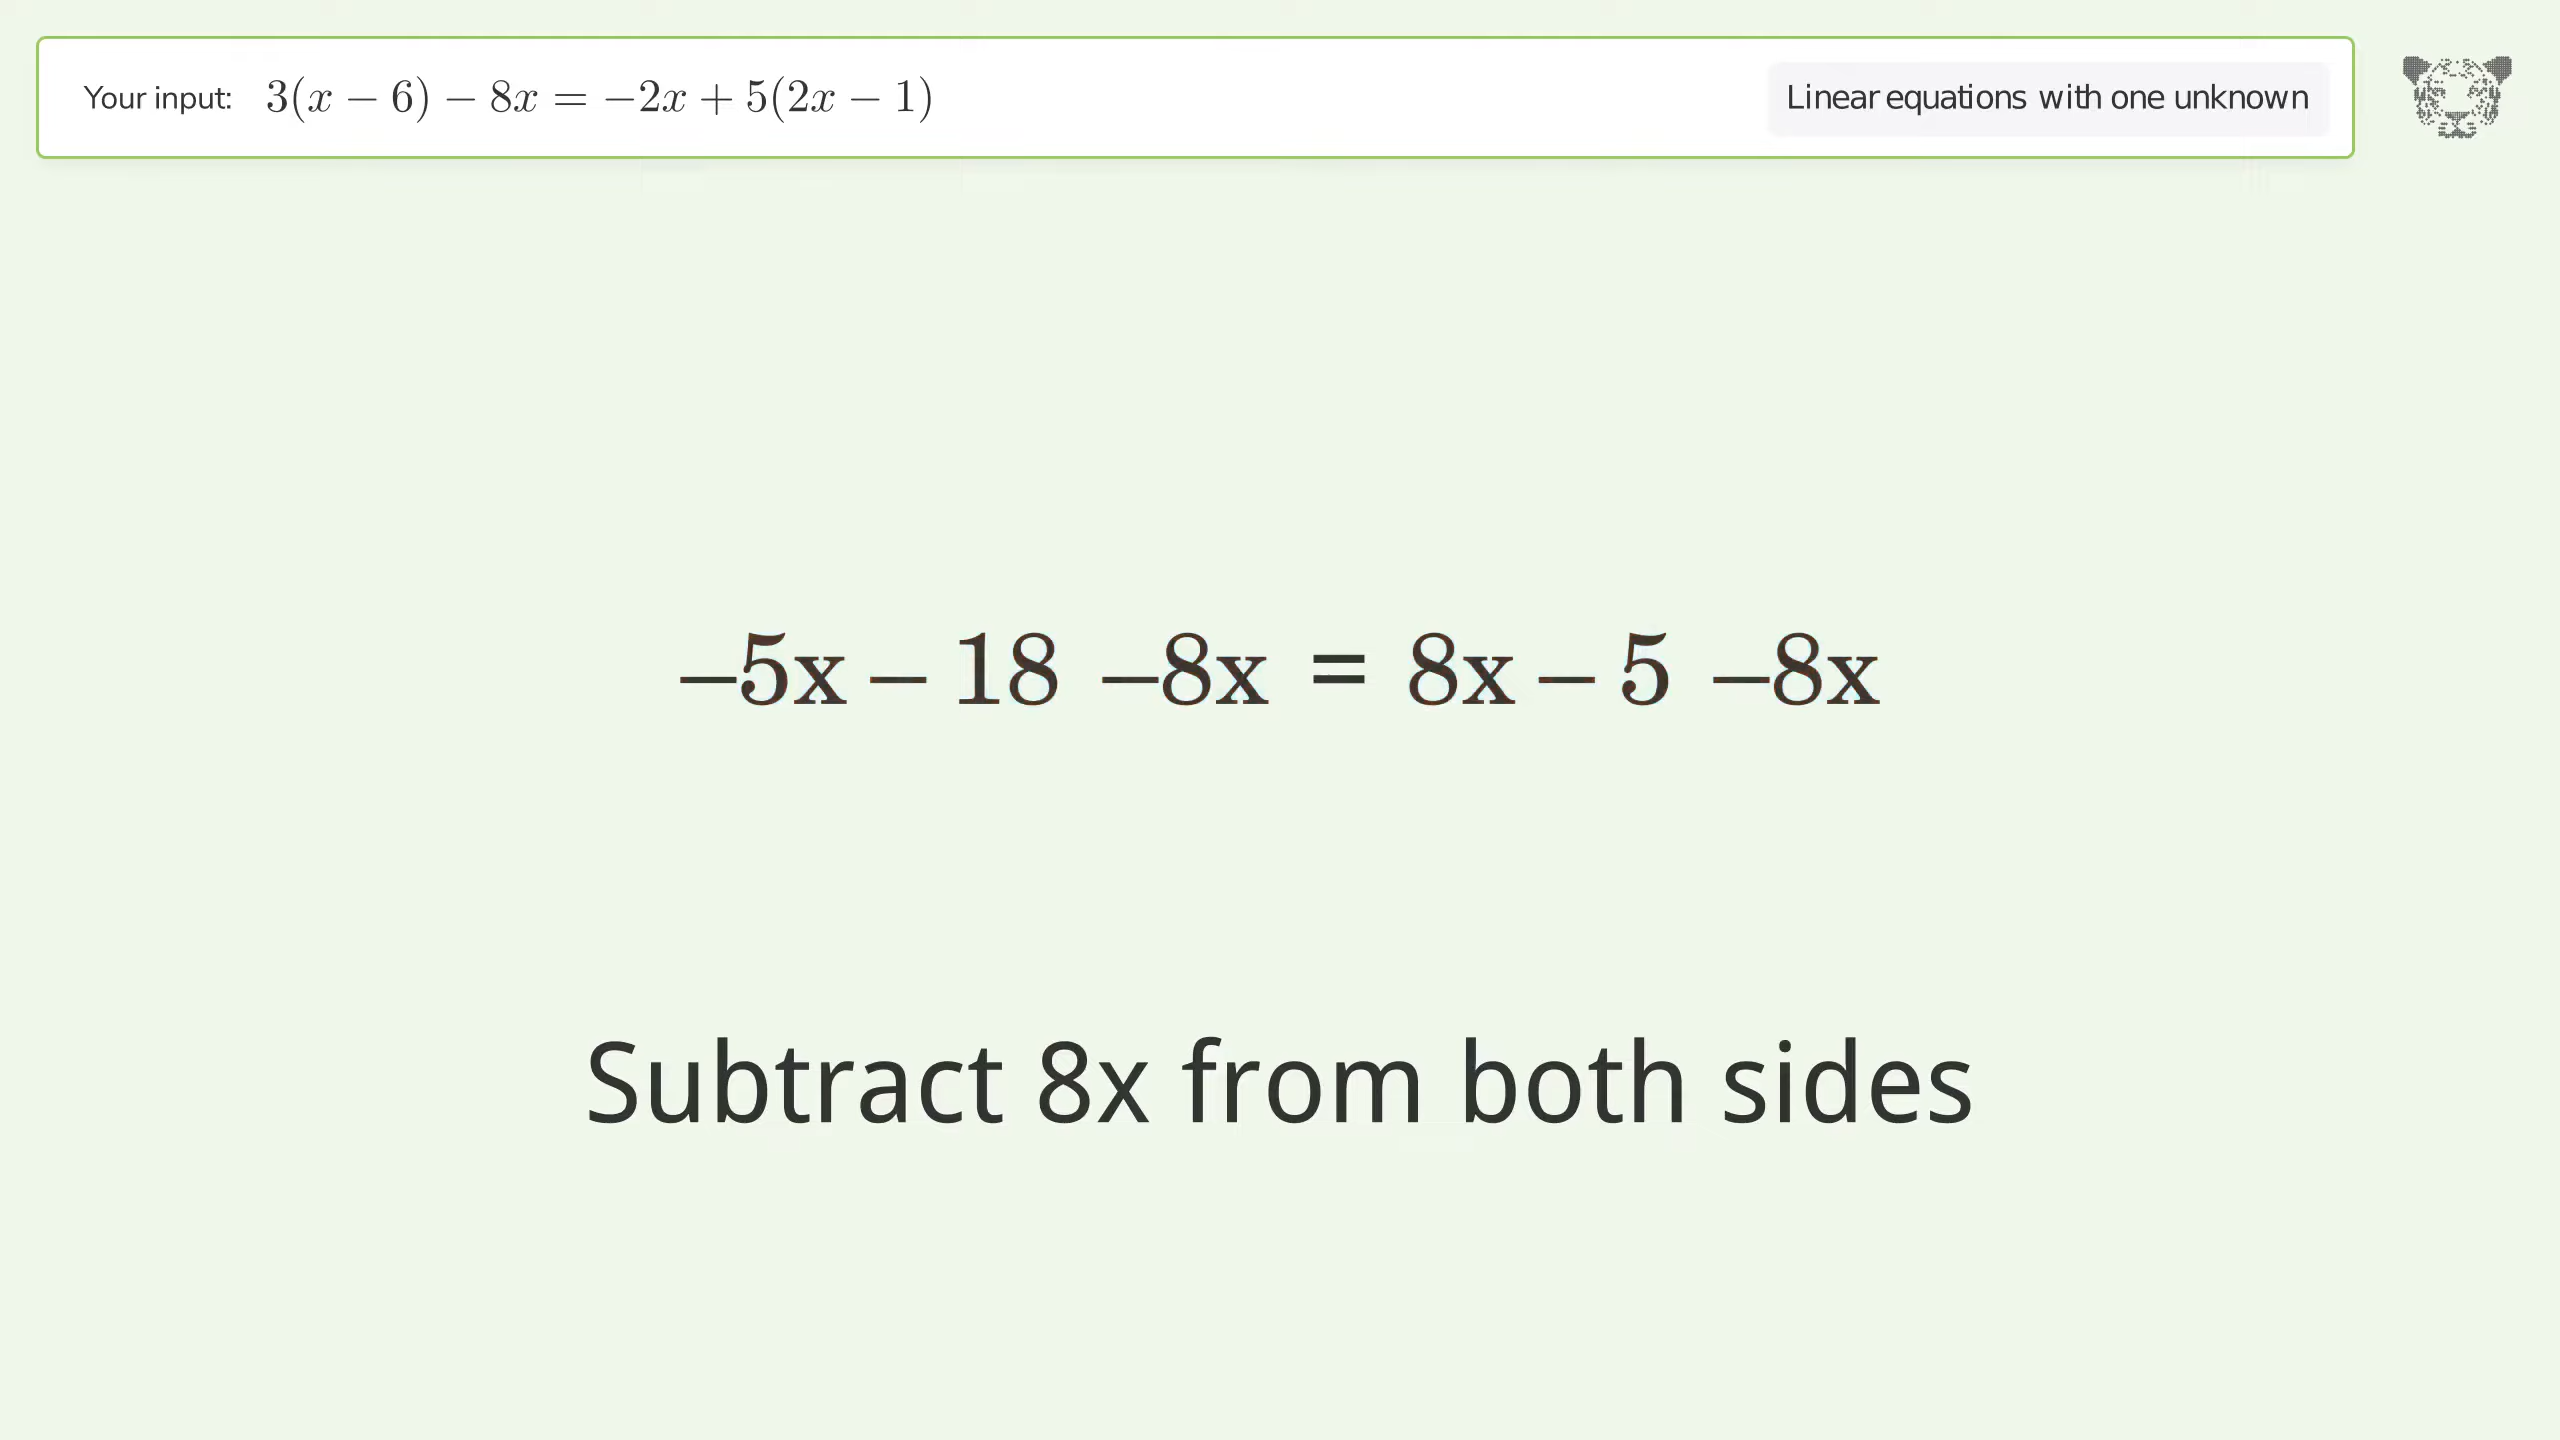 Your input: 3(x − 6) − 8x = −2x + 5(2x − 1)
Linear equations with one unknown
−5x − 18 −8x = 8x − 5 −8x
Subtract 8x from both sides